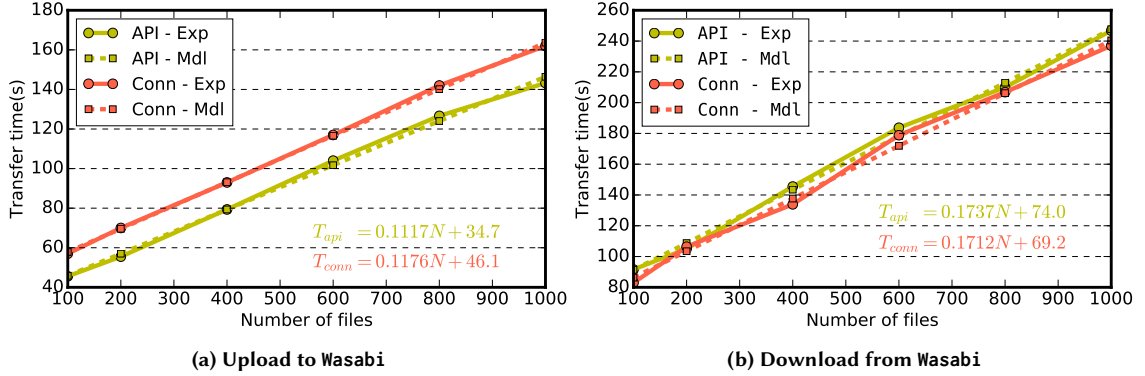 180
160
140
120
100
80
60
40
100 200 300 400 500 600 700 800 900 1000
Transfer time(s)
Number of files
API - Exp
API - Mdl
Conn - Exp
Conn - Mdl
T_api = 0.1117N + 34.7
T_conn = 0.1176N + 46.1
(a) Upload to Wasabi
260
240
220
200
180
160
140
120
100
80
100 200 300 400 500 600 700 800 900 1000
Transfer time(s)
Number of files
API - Exp
API - Mdl
Conn - Exp
Conn - Mdl
T_api = 0.1737N + 74.0
T_conn = 0.1712N + 69.2
(b) Download from Wasabi